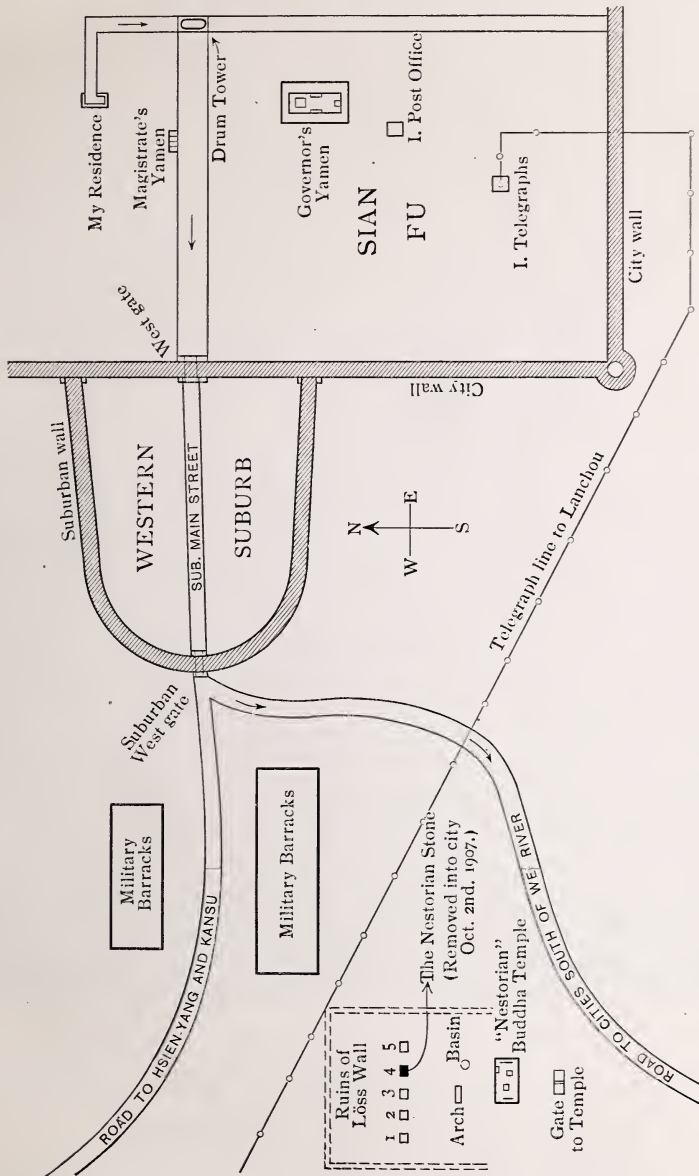 My Residence
Magistrate's
Yamen
Drum Tower
Governor's
Yamen
I. Post Office
SIAN
FU
I. Telegraphs
City wall
West gate
City wall
Suburban wall
WESTERN
SUB. MAIN STREET
SUBURB
N
W E
S
Telegraph line to Lanchou
Suburban
West gate
Military
Barracks
Military Barracks
ROAD TO HSIEN-YANG AND KANSU
ROAD TO CITIES SOUTH OF WEI RIVER
The Nestorian Stone
(Removed into city
Oct. 2nd. 1907.)
Ruins of
Löss Wall
1 2 3 4 5
Arch
Basin
"Nestorian"
Buddha Temple
Gate
to Temple